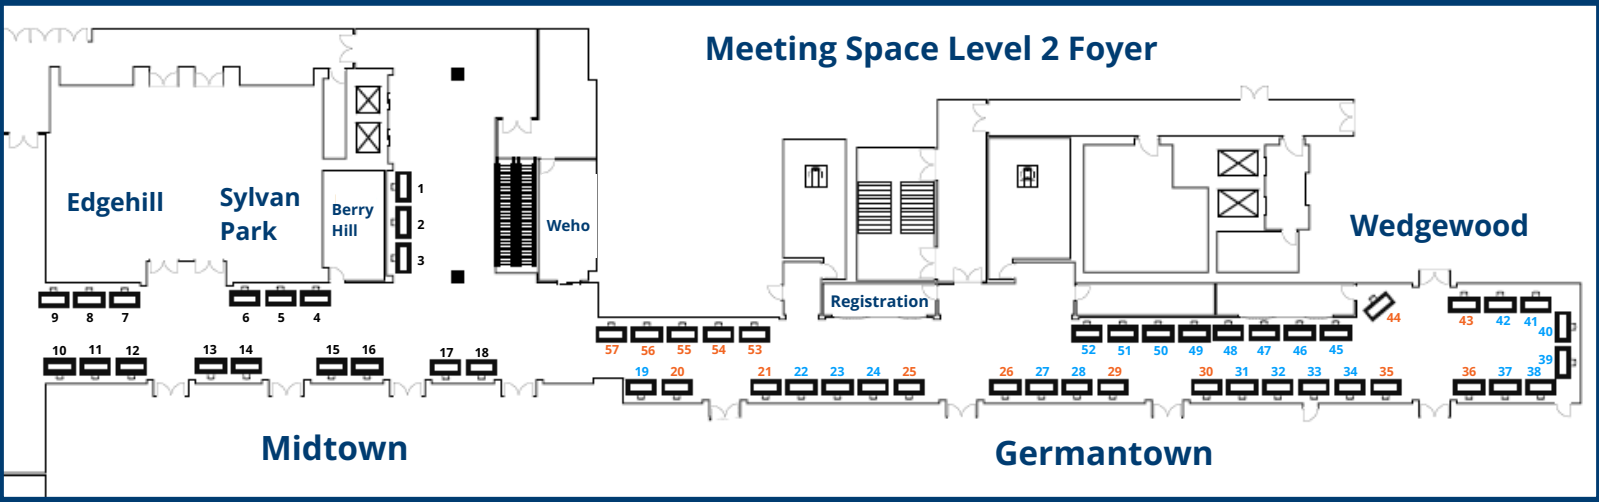 Meeting Space Level 2 Foyer
Edgehill
Sylvan
Park
Berry
Hill
1
2
3
Weho
Wedgewood
Registration
9 8 7
6 5 4
57 56 55 54 53
52 51 50 49 48 47 46 45
44
43 42 41
40
39
10 11 12
13 14
15 16
17 18
19 20
21 22 23 24 25
26 27 28 29
30 31 32 33 34 35
36 37 38
Midtown
Germantown